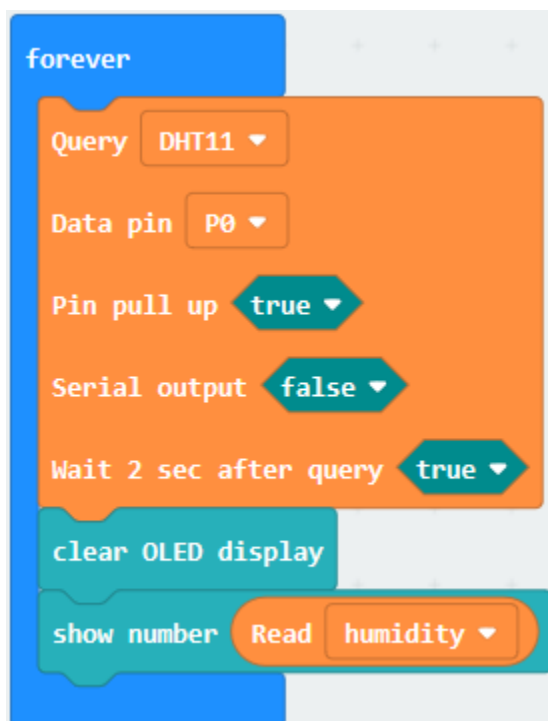 forever
Query DHT11
Data pin P0
Pin pull up true
Serial output false
Wait 2 sec after query true
clear OLED display
show number Read humidity